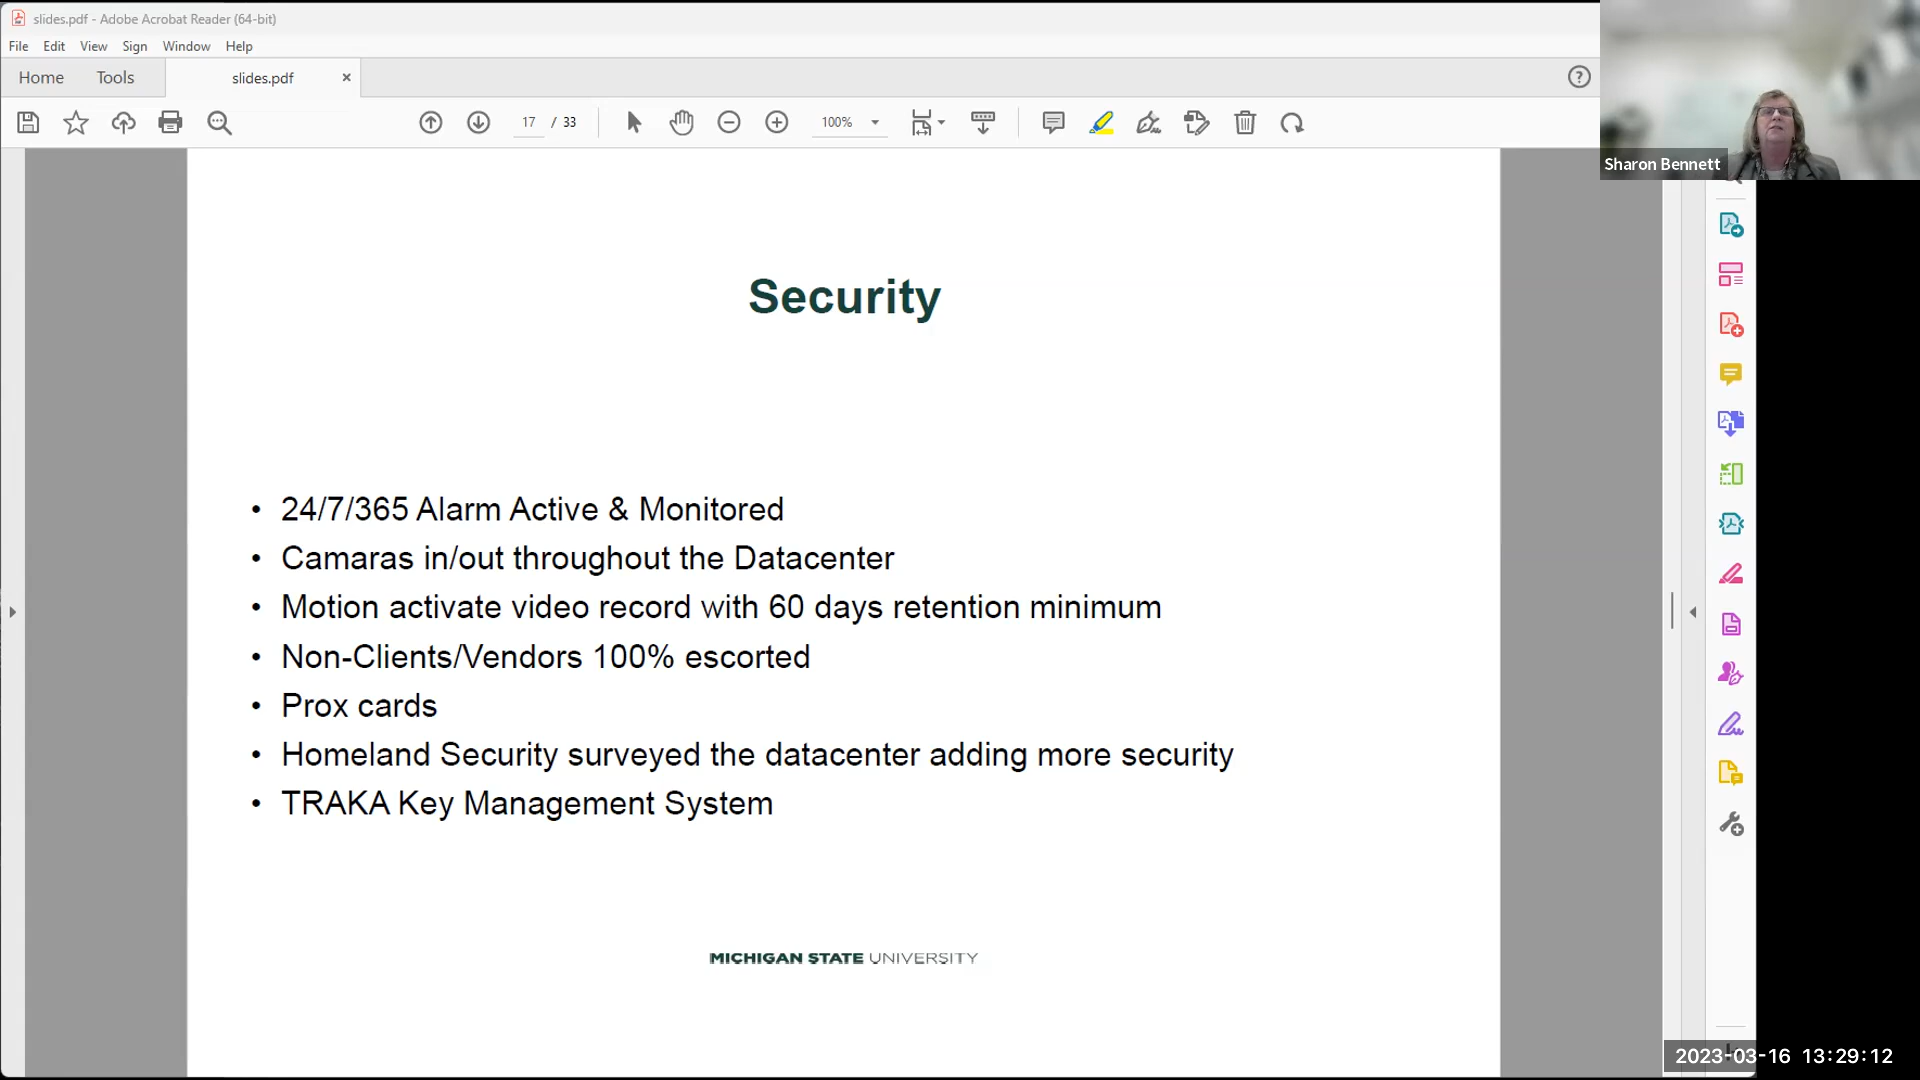 slides.pdf - Adobe Acrobat Reader (64-bit)
File Edit View Sign Window Help
Home Tools slides.pdf
17 / 33 100%
Sharon Bennett
Security
• 24/7/365 Alarm Active & Monitored
• Camaras in/out throughout the Datacenter
• Motion activate video record with 60 days retention minimum
• Non-Clients/Vendors 100% escorted
• Prox cards
• Homeland Security surveyed the datacenter adding more security
• TRAKA Key Management System
MICHIGAN STATE UNIVERSITY
2023-03-16 13:29:12